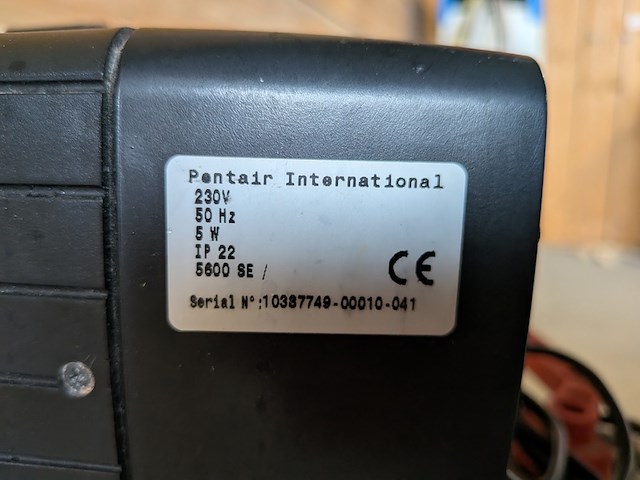 Pentair International
230V
50 Hz
5 W
IP 22
5600 SE /
CE
Serial N°:10387749-00010-041